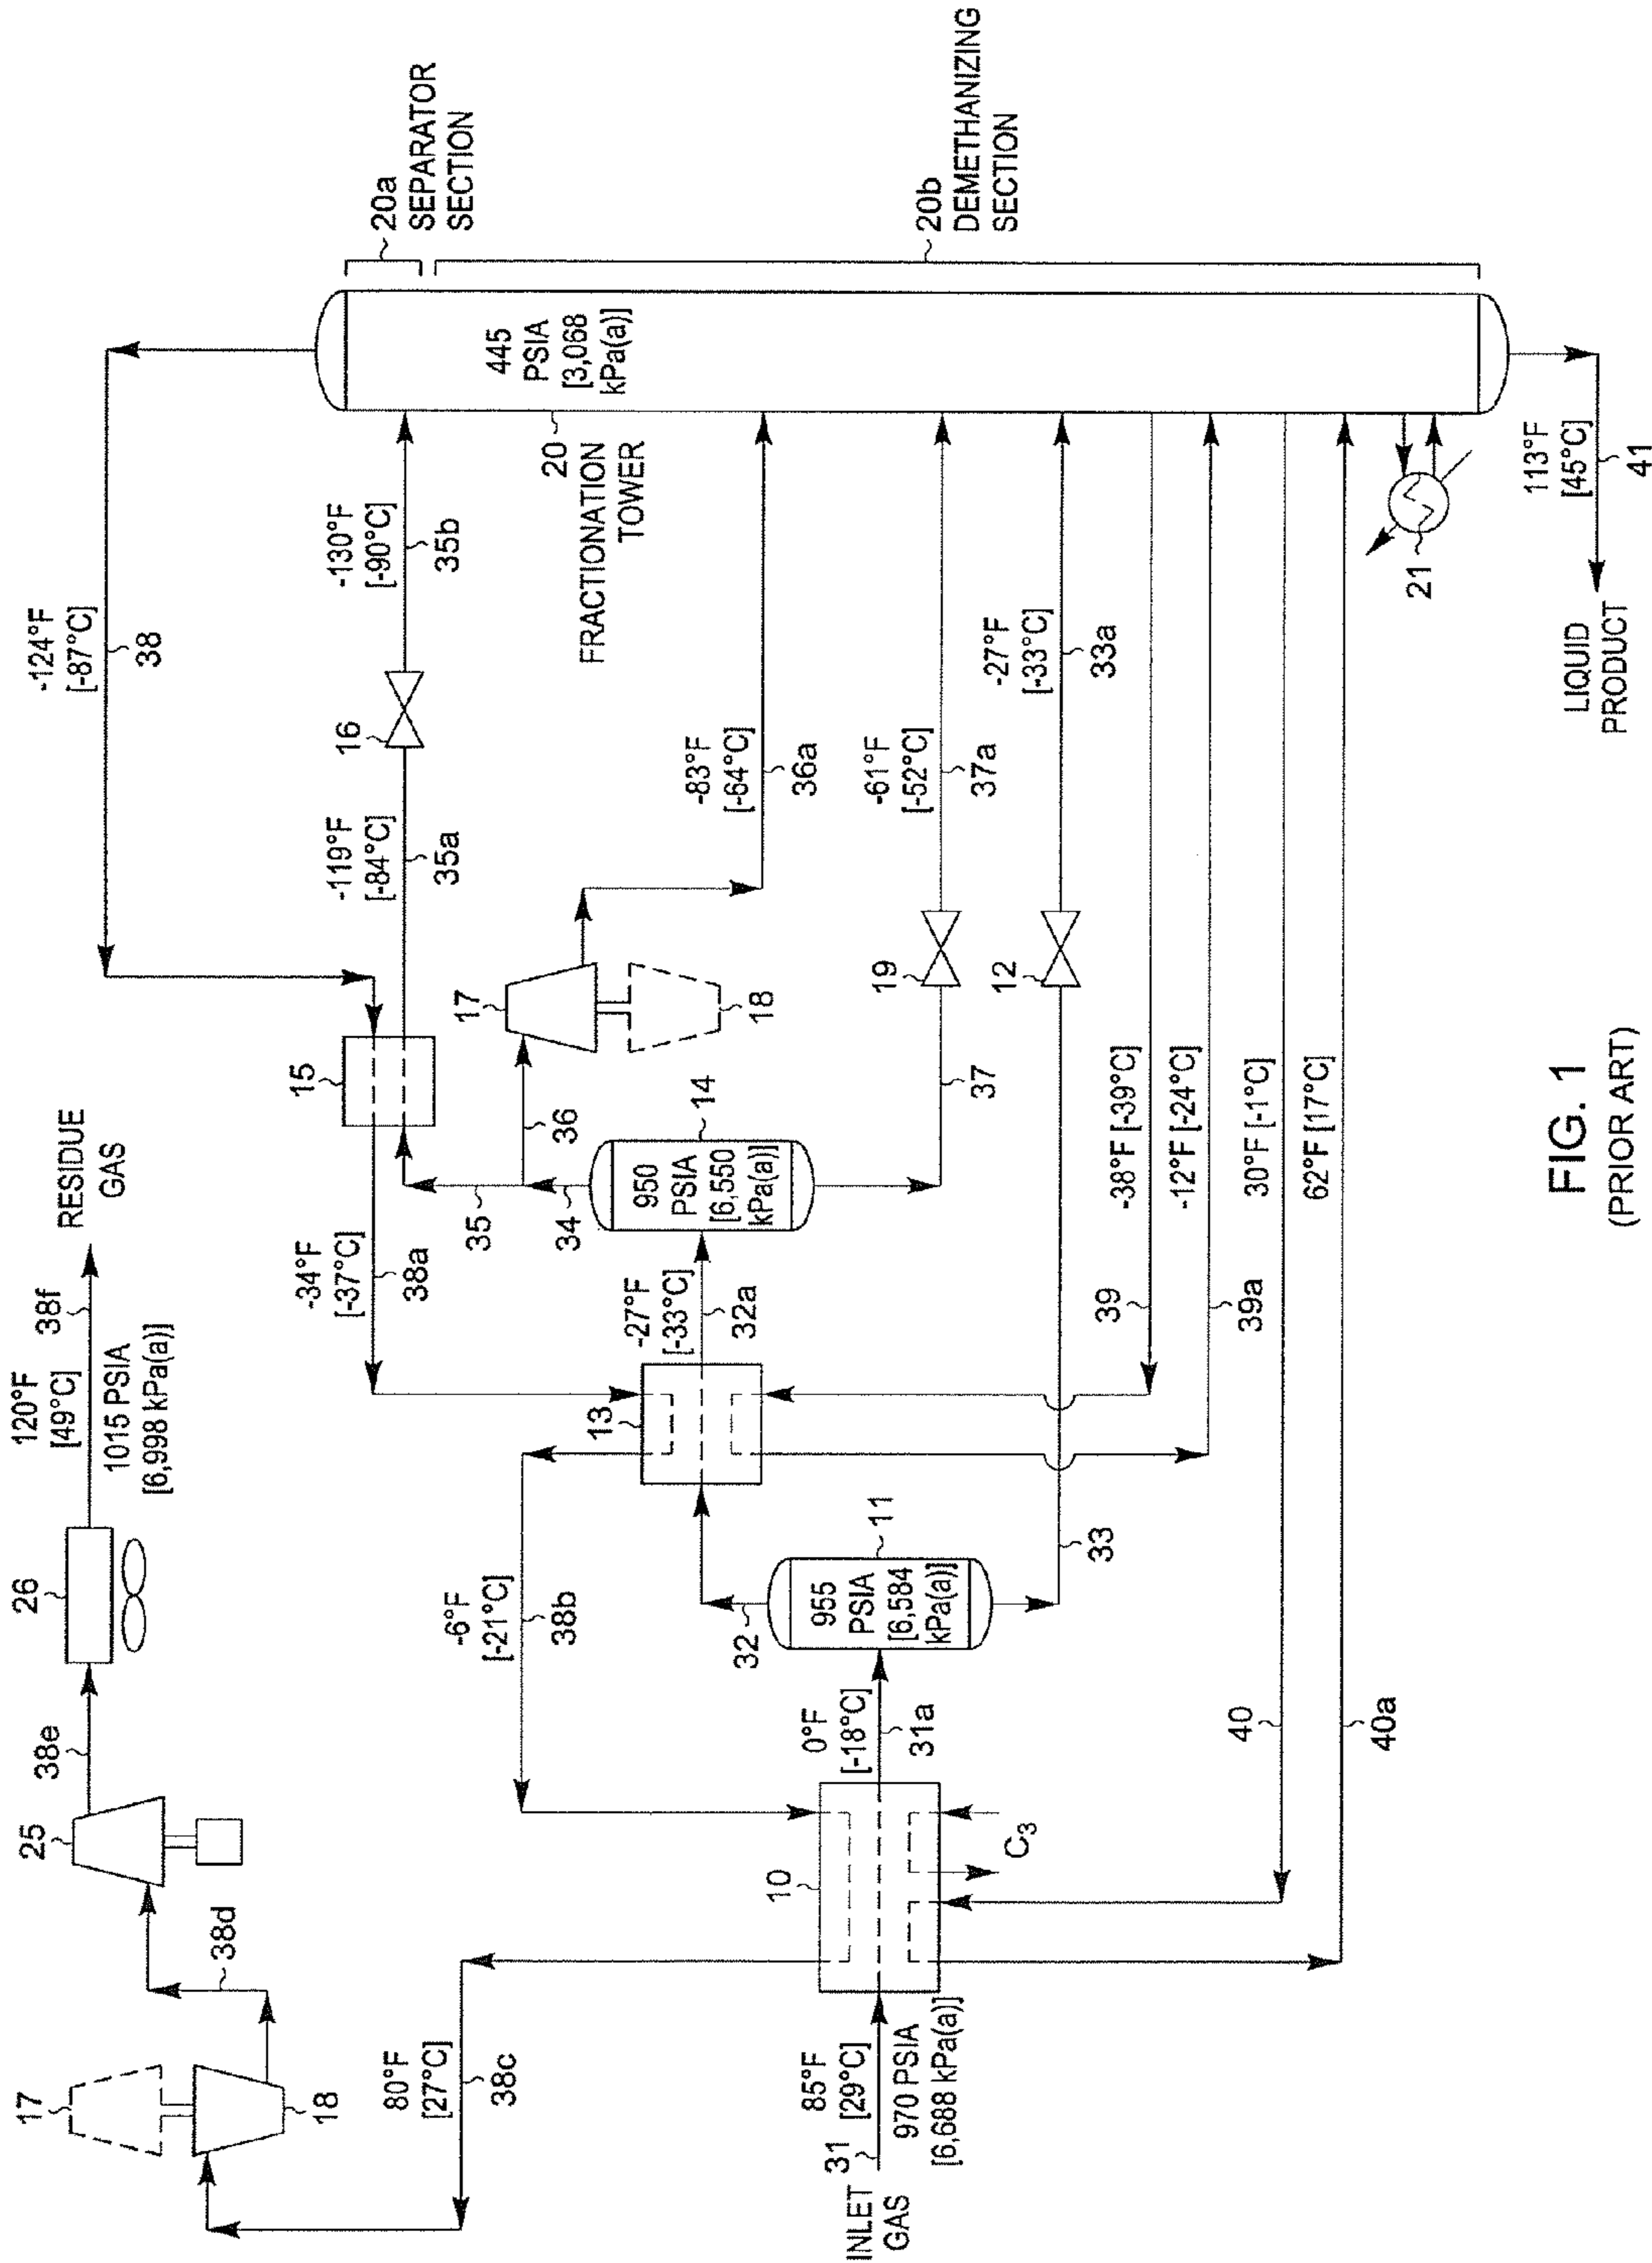 17
18
38d
25
38e
26
120°F
[49°C]
38f
1015 PSIA
[6,998 kPa(a)]
RESIDUE
GAS
-124°F
[-87°C]
38
20a
SEPARATOR
SECTION
80°F
[27°C]
38c
-6°F
[-21°C]
38b
-34°F
[-37°C]
38a
15
-119°F
[-84°C]
35a
16
-130°F
[-90°C]
35b
35
36
34
17
18
-83°F
[-64°C]
36a
20
FRACTIONATION
TOWER
445
PSIA
[3,068
kPa(a)]
13
-27°F
[-33°C]
32a
950
PSIA
[6,550
kPa(a)]
14
32
955
PSIA
[6,584
kPa(a)]
11
INLET
GAS
31
85°F
[29°C]
970 PSIA
[6,688 kPa(a)]
10
C3
0°F
[-18°C]
31a
37
19
-61°F
[-52°C]
37a
33
12
-27°F
[-33°C]
33a
20b
DEMETHANIZING
SECTION
39
-38°F [-39°C]
39a
-12°F [-24°C]
40
30°F [-1°C]
40a
62°F [17°C]
21
LIQUID
PRODUCT
113°F
[45°C]
41
FIG. 1
(PRIOR ART)